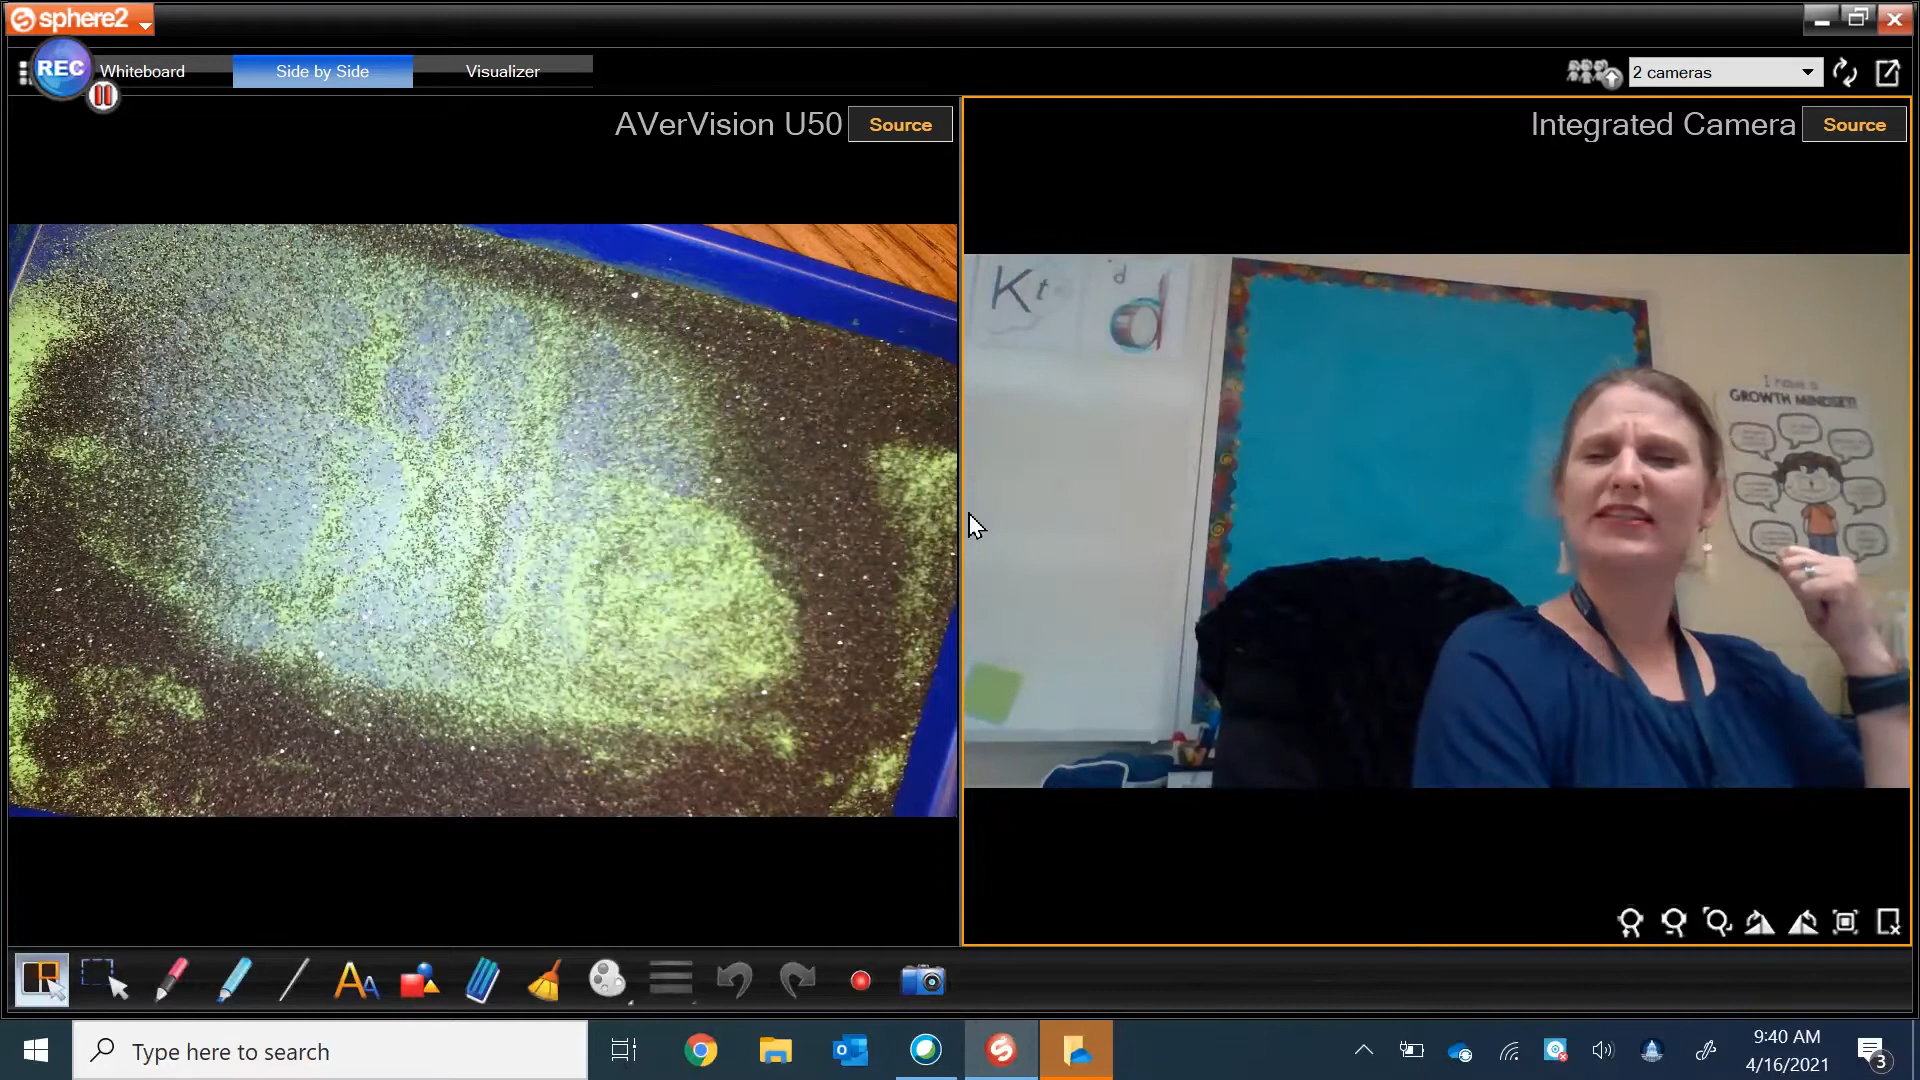 sphere2
REC
Whiteboard
Side by Side
Visualizer
2 cameras
AVerVision U50
Source
Integrated Camera
Source
K
d
I have a
GROWTH MINDSET!
Type here to search
9:40 AM
4/16/2021
3